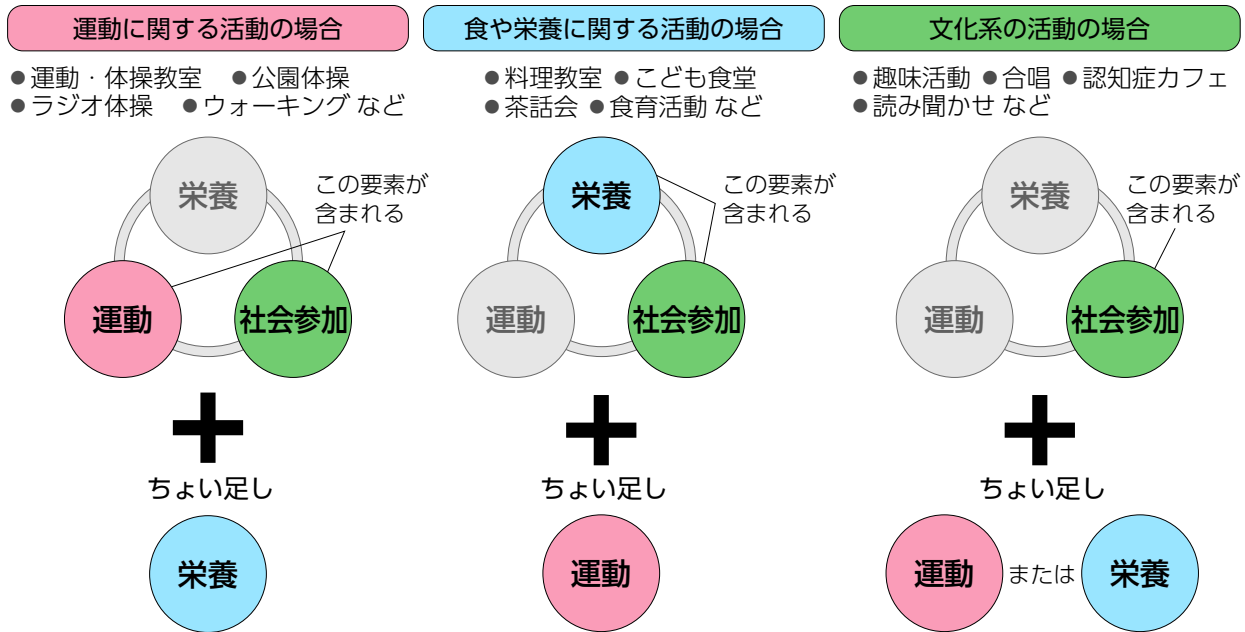 運動に関する活動の場合
●運動・体操教室 ●公園体操
●ラジオ体操 ●ウォーキング など
栄養
この要素が
含まれる
運動
社会参加
+
ちょい足し
栄養
食や栄養に関する活動の場合
●料理教室 ●こども食堂
●茶話会 ●食育活動 など
栄養
この要素が
含まれる
運動
社会参加
+
ちょい足し
運動
文化系の活動の場合
●趣味活動 ●合唱 ●認知症カフェ
●読み聞かせ など
栄養
この要素が
含まれる
運動
社会参加
+
ちょい足し
運動 または 栄養